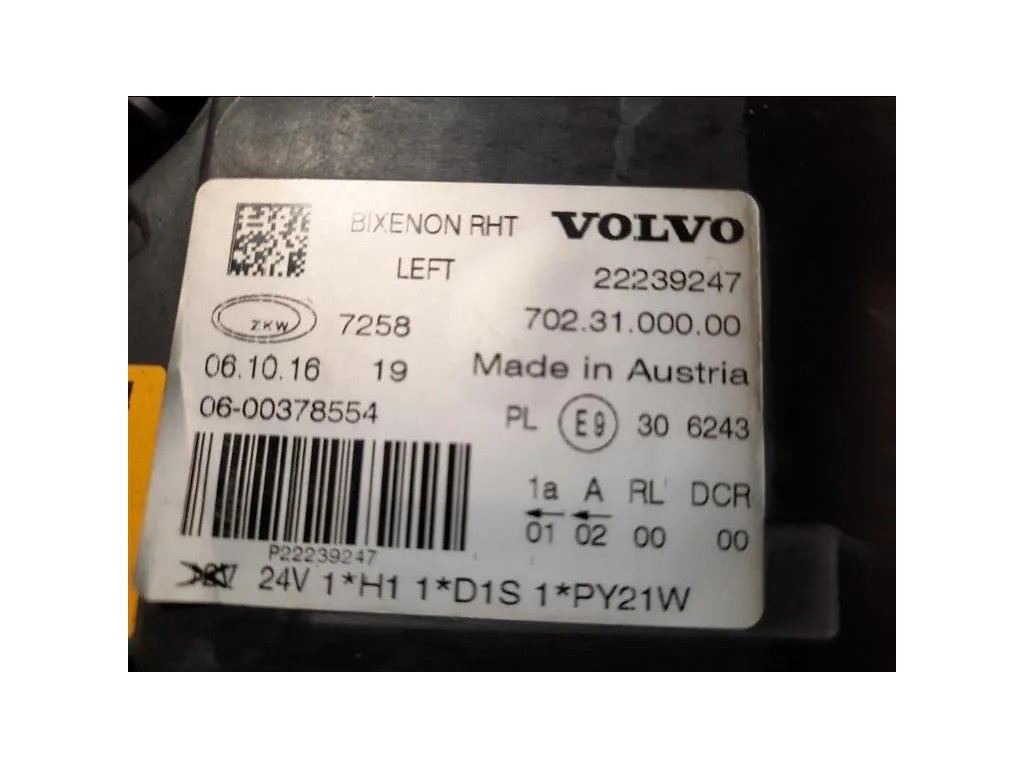 BIXENON RHT VOLVO
LEFT 22239247
ZKW 7258 702.31.000.00
06.10.16 19 Made in Austria
06-00378554 PL E9 30 6243
1a A RL DCR
01 02 00 00
P22239247
24V 1*H1 1*D1S 1*PY21W